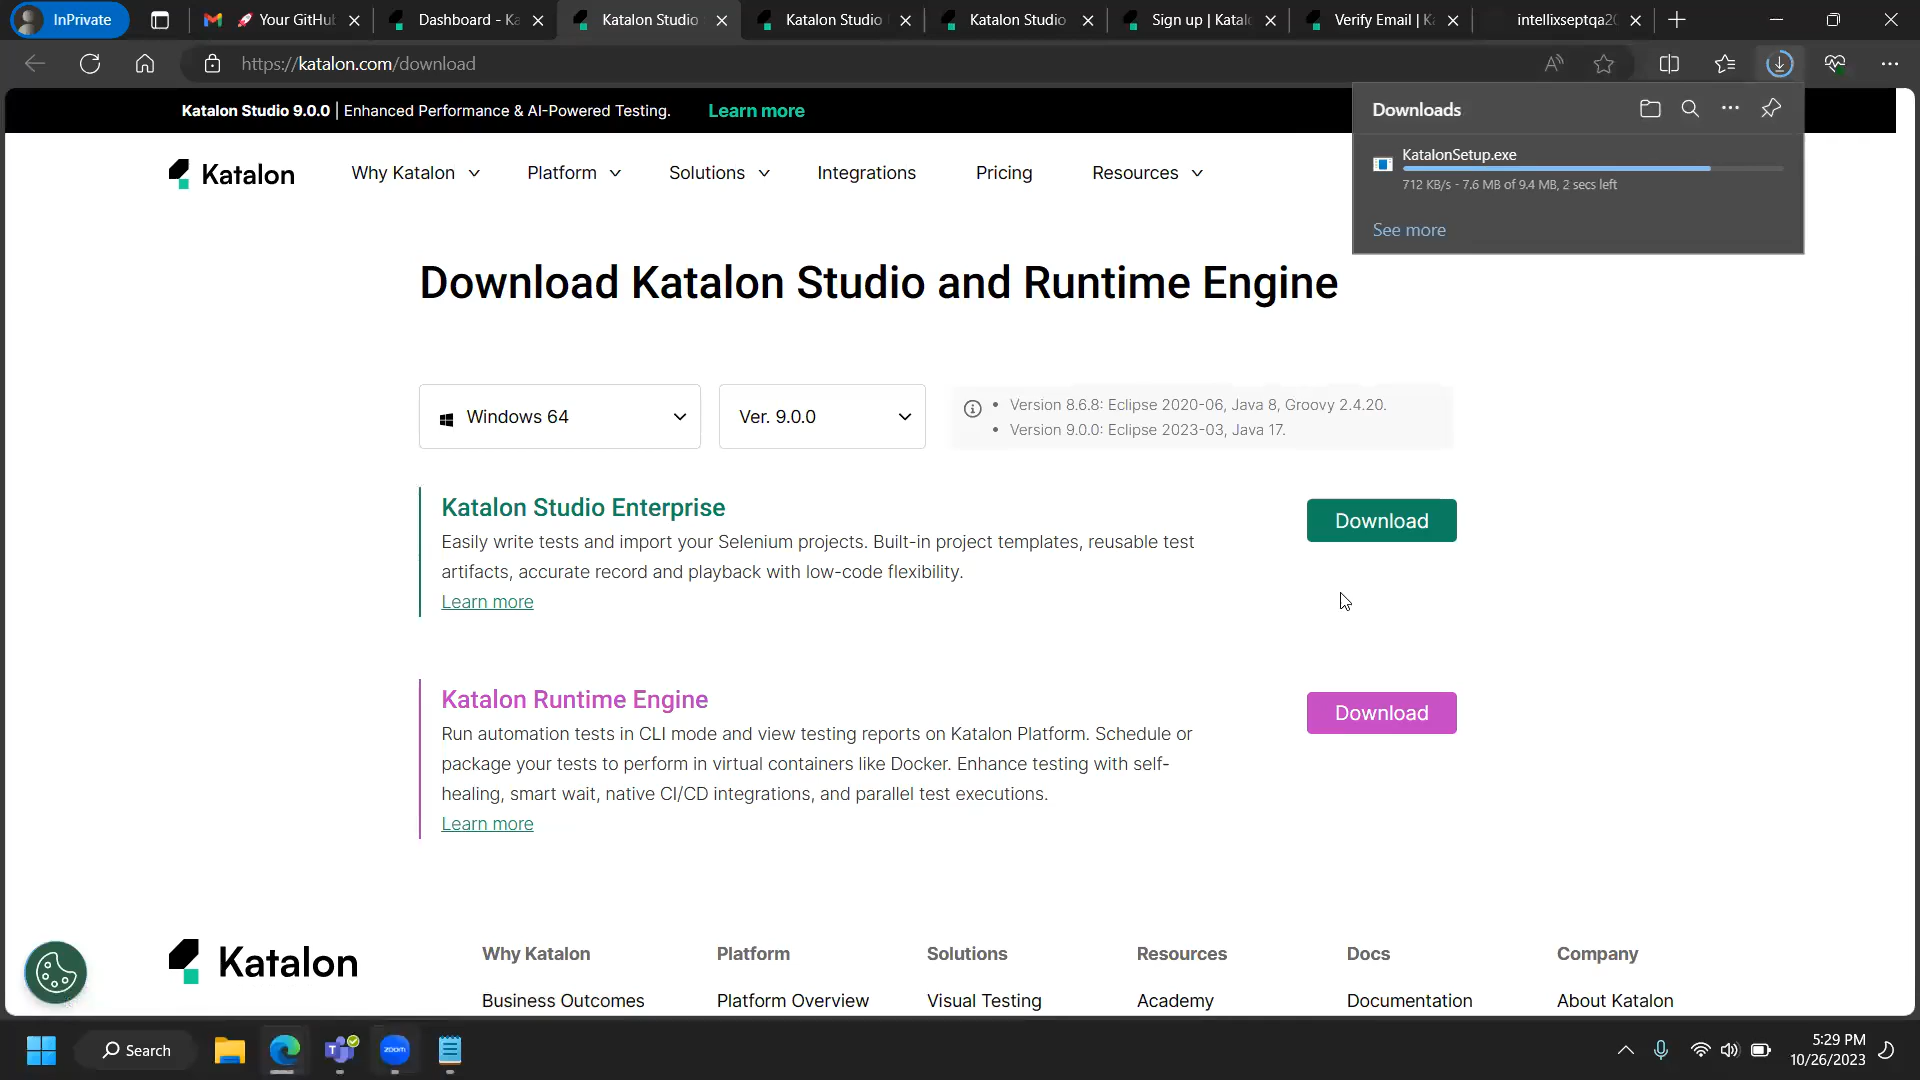 InPrivate
🚀 Your GitHu
Dashboard - Ka
Katalon Studio
Katalon Studio
Katalon Studio
Sign up | Katal
Verify Email | Ka
intellixseptqa20
https://katalon.com/download
Katalon Studio 9.0.0 | Enhanced Performance & AI-Powered Testing. Learn more
Downloads
KatalonSetup.exe
712 KB/s - 7.6 MB of 9.4 MB, 2 secs left
See more
Katalon
Why Katalon
Platform
Solutions
Integrations
Pricing
Resources
Download Katalon Studio and Runtime Engine
Windows 64
Ver. 9.0.0
• Version 8.6.8: Eclipse 2020-06, Java 8, Groovy 2.4.20.
• Version 9.0.0: Eclipse 2023-03, Java 17.
Katalon Studio Enterprise
Easily write tests and import your Selenium projects. Built-in project templates, reusable test
artifacts, accurate record and playback with low-code flexibility.
Learn more
Download
Katalon Runtime Engine
Run automation tests in CLI mode and view testing reports on Katalon Platform. Schedule or
package your tests to perform in virtual containers like Docker. Enhance testing with self-
healing, smart wait, native CI/CD integrations, and parallel test executions.
Learn more
Download
Katalon
Why Katalon
Platform
Solutions
Resources
Docs
Company
Business Outcomes
Platform Overview
Visual Testing
Academy
Documentation
About Katalon
Search
zoom
5:29 PM
10/26/2023